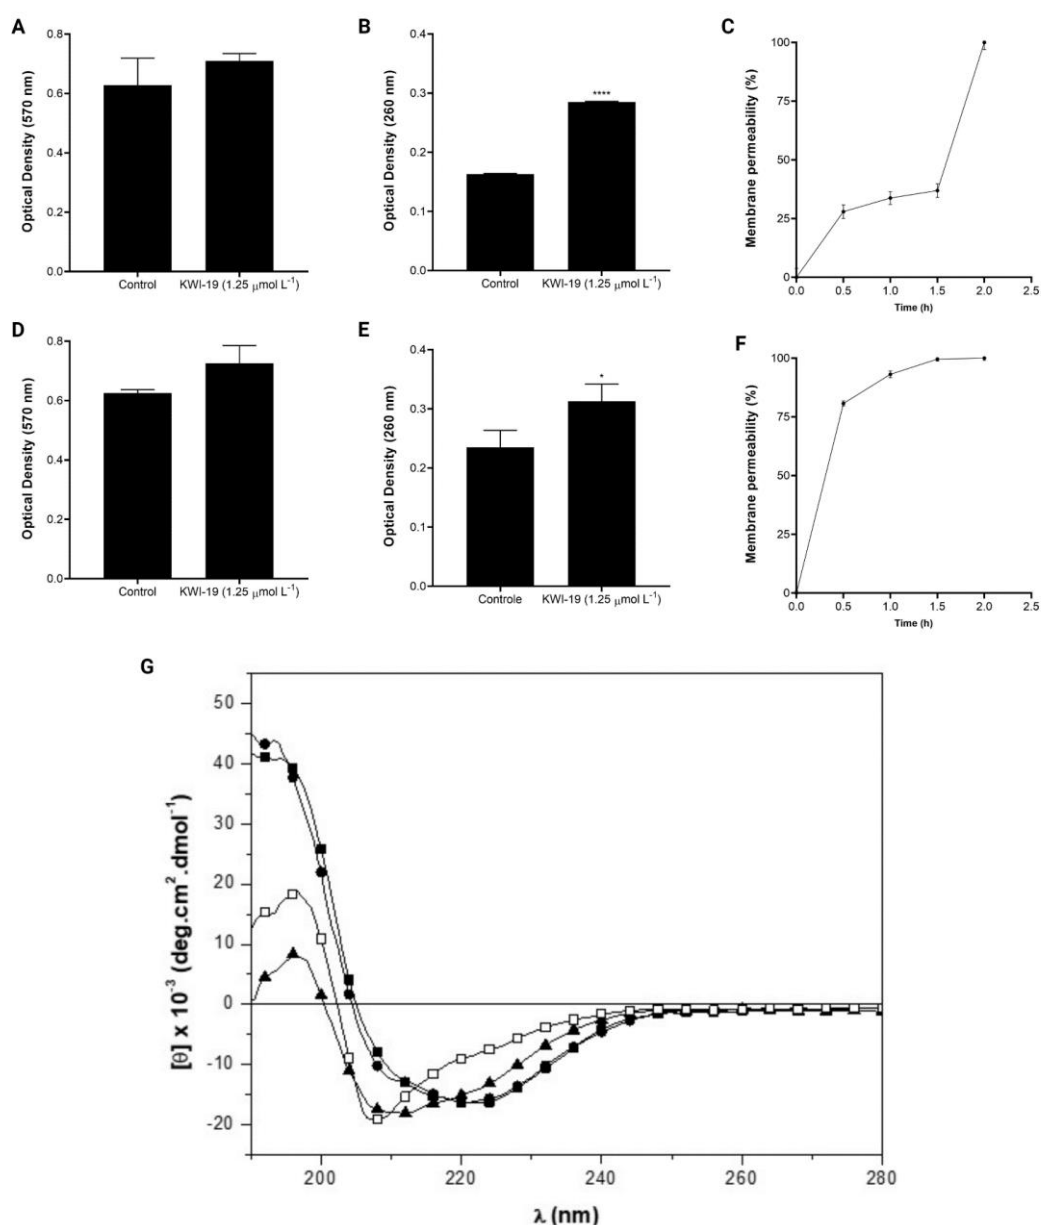 A
Optical Density (570 nm)
0.8
0.6
0.4
0.2
0.0
Control
KWI-19 (1.25 μmol L⁻¹)
B
Optical Density (260 nm)
0.4
0.3
0.2
0.1
0.0
****
Control
KWI-19 (1.25 μmol L⁻¹)
C
Membrane permeability (%)
100
75
50
25
0
0.0 0.5 1.0 1.5 2.0 2.5
Time (h)
D
Optical Density (570 nm)
0.8
0.6
0.4
0.2
0.0
Control
KWI-19 (1.25 μmol L⁻¹)
E
Optical Density (260 nm)
0.4
0.3
0.2
0.1
0.0
*
Controle
KWI-19 (1.25 μmol L⁻¹)
F
Membrane permeability (%)
100
75
50
25
0
0.0 0.5 1.0 1.5 2.0 2.5
Time (h)
G
[θ] x 10⁻³ (deg.cm².dmol⁻¹)
50
40
30
20
10
0
-10
-20
200 220 240 260 280
λ (nm)